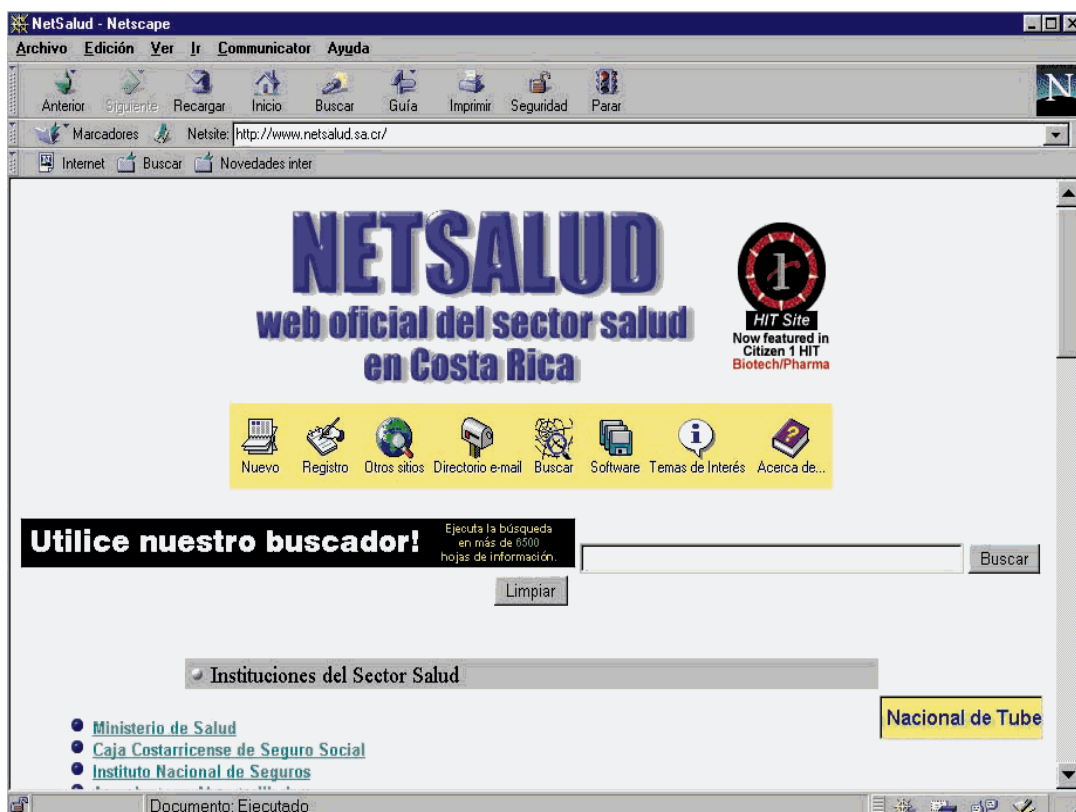 NetSalud - Netscape
Archivo Edición Ver Ir Communicator Ayuda
Anterior Siguiente Recargar Inicio Buscar Guía Imprimir Seguridad Parar
N
Marcadores Netsite: http://www.netsalud.sa.cr/
Internet Buscar Novedades inter
NETSALUD
web oficial del sector salud
en Costa Rica
1
HIT Site
Now featured in
Citizen 1 HIT
Biotech/Pharma
Nuevo Registro Otros sitios Directorio e-mail Buscar Software Temas de Interés Acerca de...
Utilice nuestro buscador!
Ejecuta la búsqueda
en más de 6500
hojas de información.
Buscar
Limpiar
Instituciones del Sector Salud
Nacional de Tube
Ministerio de Salud
Caja Costarricense de Seguro Social
Instituto Nacional de Seguros
Documento: Ejecutado